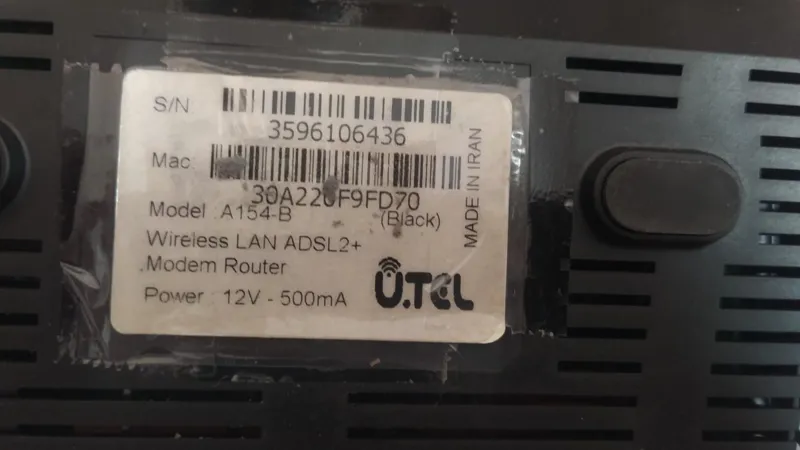 S/N
3596106436
Mac:
30A220F9FD70
Model : A154-B (Black)
Wireless LAN ADSL2+
Modem Router
Power : 12V - 500mA
U.TEL
MADE IN IRAN